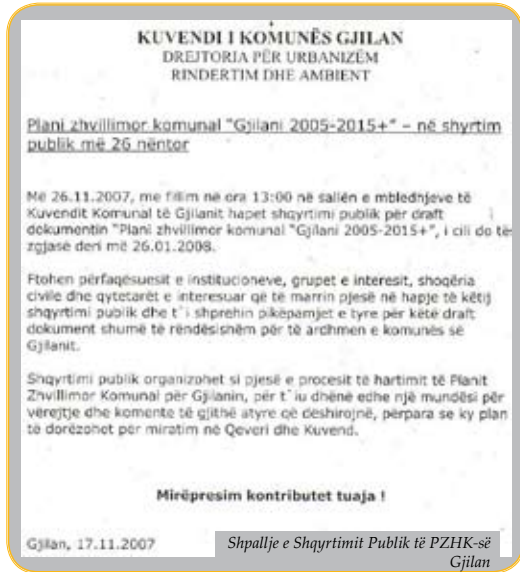 KUVENDI I KOMUNËS GJILAN
DREJTORIA PËR URBANIZËM
RINDERTIM DHE AMBIENT
Plani zhvillimor komunal "Gjilani 2005-2015+" – në shyrtim
publik më 26 nëntor
Më 26.11.2007, me fillim në ora 13:00 në sallën e mbledhjeve të
Kuvendit Komunal të Gjilanit hapet shqyrtimi publik për draft
dokumentin "Plani zhvillimor komunal "Gjilani 2005-2015+", i cili do të
zgjasë deri më 26.01.2008.
Ftohen përfaqësuesit e institucioneve, grupet e interesit, shoqëria
civile dhe qytetarët e interesuar që të marrin pjesë në hapje të këtij
shqyrtimi publik dhe t`i shprehin pikëpamjet e tyre për këtë draft
dokument shumë të rëndësishëm për të ardhmen e komunës së
Gjilanit.
Shqyrtimi publik organizohet si pjesë e procesit të hartimit të Planit
Zhvillimor Komunal për Gjilanin, për t`iu dhënë edhe një mundësi për
vërejtje dhe komente të gjithë atyre që dëshirojnë, përpara se ky plan
të dorëzohet për miratim në Qeveri dhe Kuvend.
Mirëpresim kontributet tuaja !
Gjilan, 17.11.2007
Shpallje e Shqyrtimit Publik të PZHK-së
Gjilan